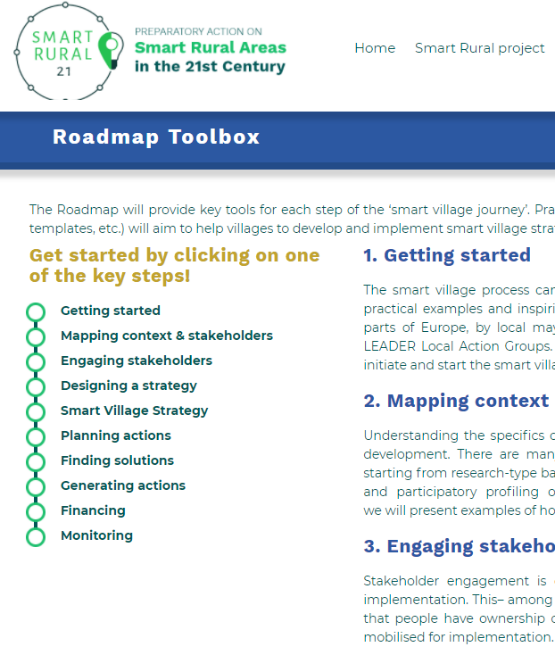 SMART
RURAL
21
PREPARATORY ACTION ON
Smart Rural Areas
in the 21st Century
Home Smart Rural project
Roadmap Toolbox
The Roadmap will provide key tools for each step of the ‘smart village journey’. Pra
templates, etc.) will aim to help villages to develop and implement smart village stra
Get started by clicking on one
of the key steps!
Getting started
Mapping context & stakeholders
Engaging stakeholders
Designing a strategy
Smart Village Strategy
Planning actions
Finding solutions
Generating actions
Financing
Monitoring
1. Getting started
The smart village process can
practical examples and inspiri
parts of Europe, by local may
LEADER Local Action Groups.
initiate and start the smart villa
2. Mapping context
Understanding the specifics o
development. There are man
starting from research-type ba
and participatory profiling o
we will present examples of ho
3. Engaging stakeho
Stakeholder engagement is
implementation. This– among
that people have ownership o
mobilised for implementation.